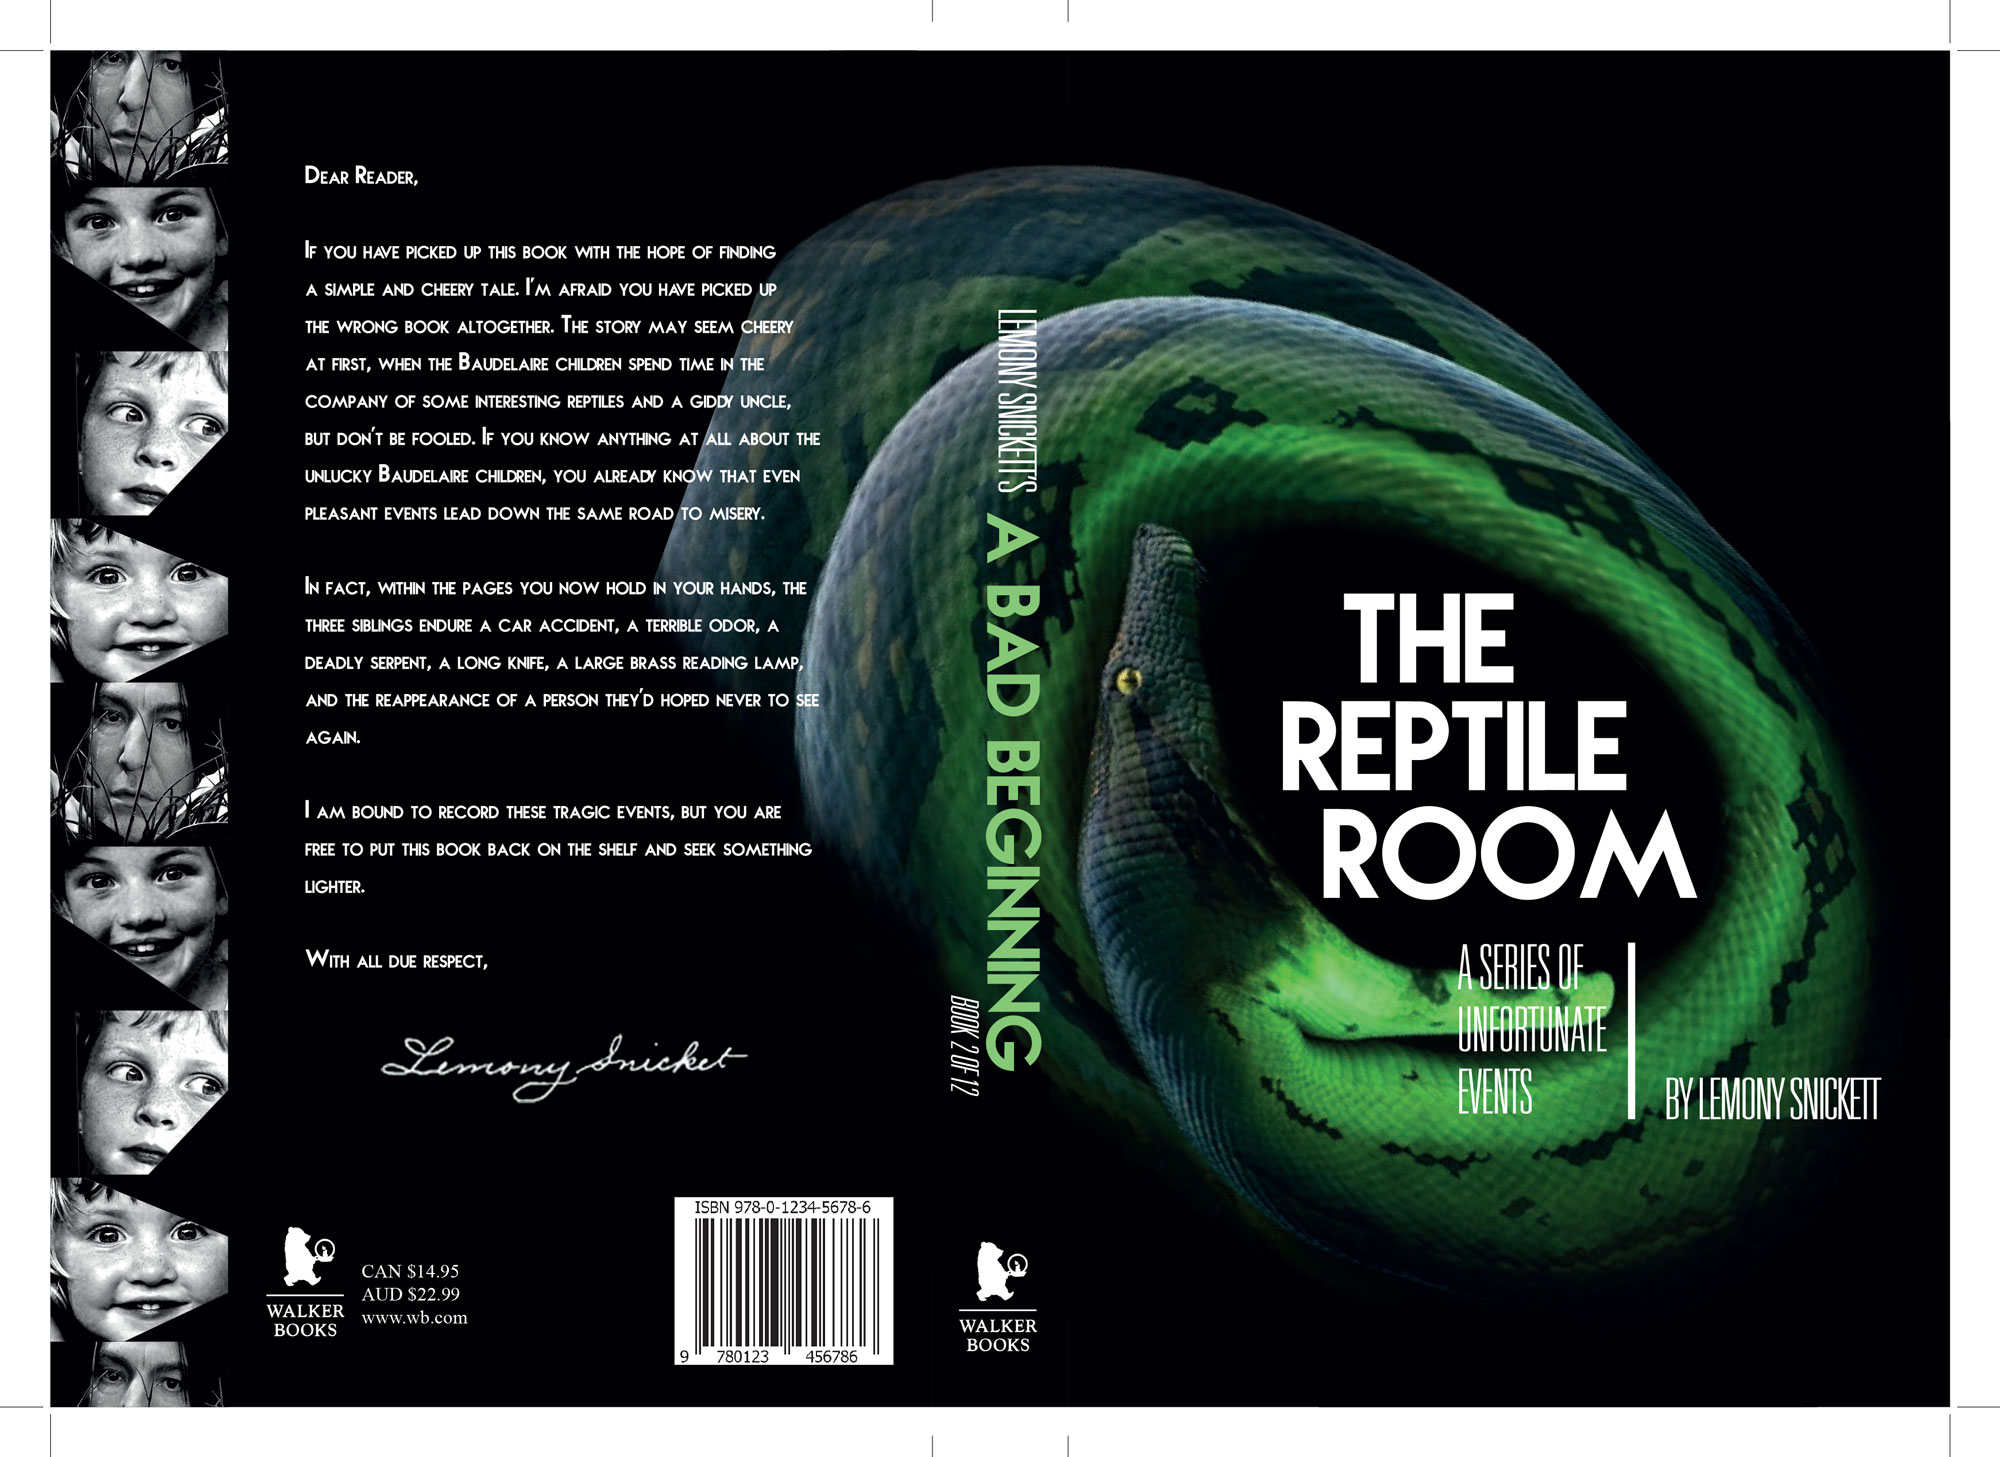 Dear Reader,
If you have picked up this book with the hope of finding
a simple and cheery tale. I'm afraid you have picked up
the wrong book altogether. The story may seem cheery
at first, when the Baudelaire children spend time in the
company of some interesting reptiles and a giddy uncle,
but don't be fooled. If you know anything at all about the
unlucky Baudelaire children, you already know that even
pleasant events lead down the same road to misery.
In fact, within the pages you now hold in your hands, the
three siblings endure a car accident, a terrible odor, a
deadly serpent, a long knife, a large brass reading lamp,
and the reappearance of a person they'd hoped never to see
again.
I am bound to record these tragic events, but you are
free to put this book back on the shelf and seek something
lighter.
With all due respect,
Lemony Snicket
WALKER
BOOKS
CAN $14.95
AUD $22.99
www.wb.com
ISBN 978-0-1234-5678-6
9 780123 456786
LEMONY SNICKETT'S
A BAD BEGINNING
BOOK 2 OF 12
WALKER
BOOKS
THE
REPTILE
ROOM
A SERIES OF
UNFORTUNATE
EVENTS
BY LEMONY SNICKETT